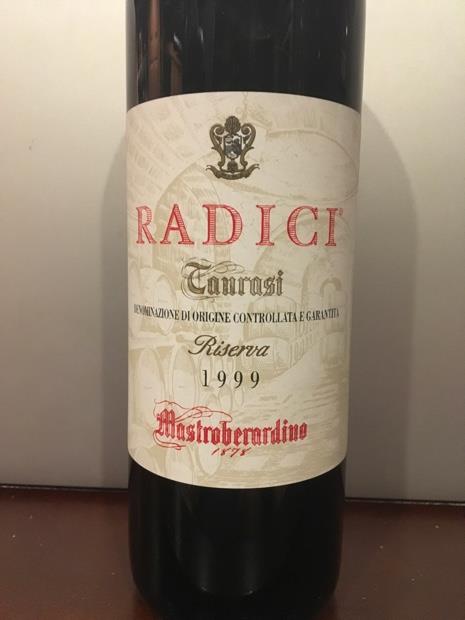 RADICI
Taurasi
DENOMINAZIONE DI ORIGINE CONTROLLATA E GARANTITA
Riserva
1999
Mastroberardino
1878